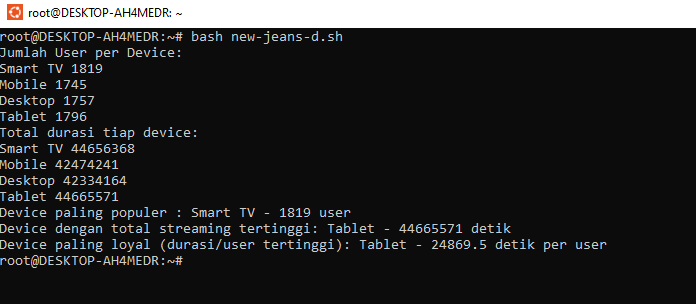 root@DESKTOP-AH4MEDR: ~
root@DESKTOP-AH4MEDR:~# bash new-jeans-d.sh
Jumlah User per Device:
Smart TV 1819
Mobile 1745
Desktop 1757
Tablet 1796
Total durasi tiap device:
Smart TV 44656368
Mobile 42474241
Desktop 42334164
Tablet 44665571
Device paling populer : Smart TV - 1819 user
Device dengan total streaming tertinggi: Tablet - 44665571 detik
Device paling loyal (durasi/user tertinggi): Tablet - 24869.5 detik per user
root@DESKTOP-AH4MEDR:~#